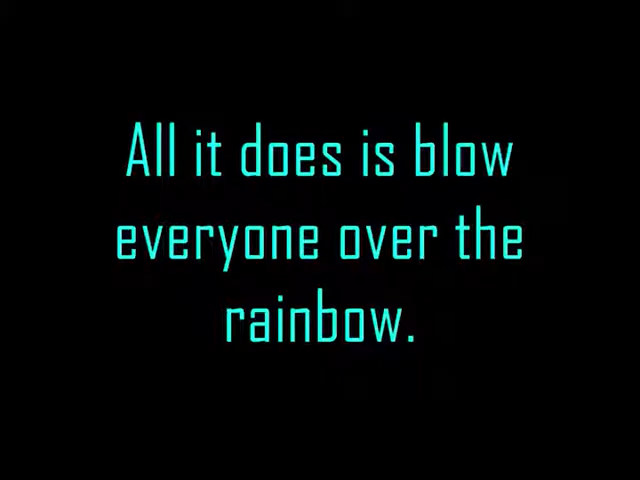 All it does is blow
everyone over the
rainbow.